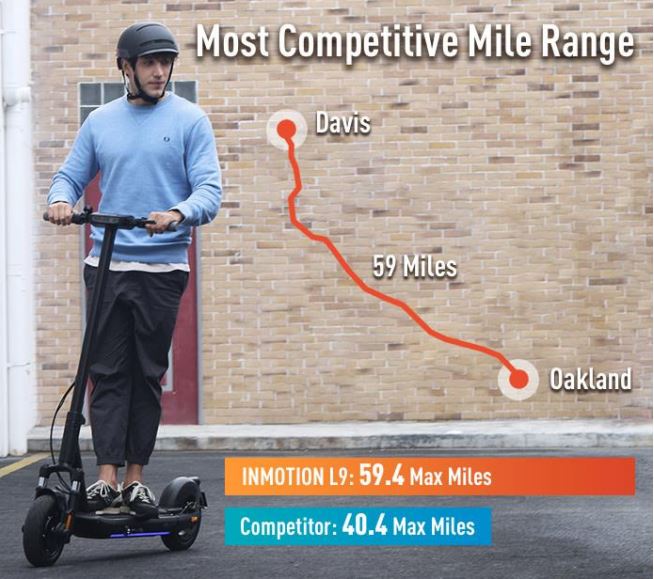 Most Competitive Mile Range
Davis
59 Miles
Oakland
INMOTION L9: 59.4 Max Miles
Competitor: 40.4 Max Miles